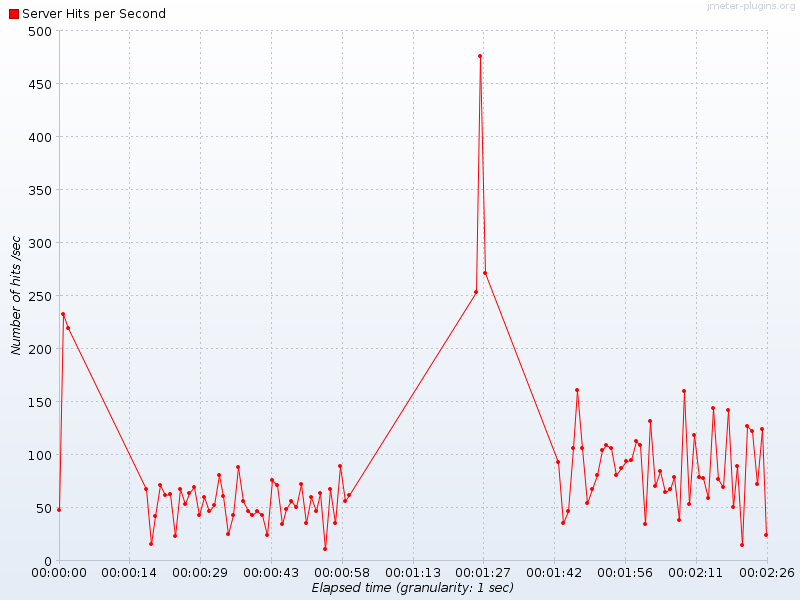 jmeter-plugins.org
Server Hits per Second
500
450
400
350
300
250
200
150
100
50
0
Number of hits /sec
00:00:00 00:00:14 00:00:29 00:00:43 00:00:58 00:01:13 00:01:27 00:01:42 00:01:56 00:02:11 00:02:26
Elapsed time (granularity: 1 sec)